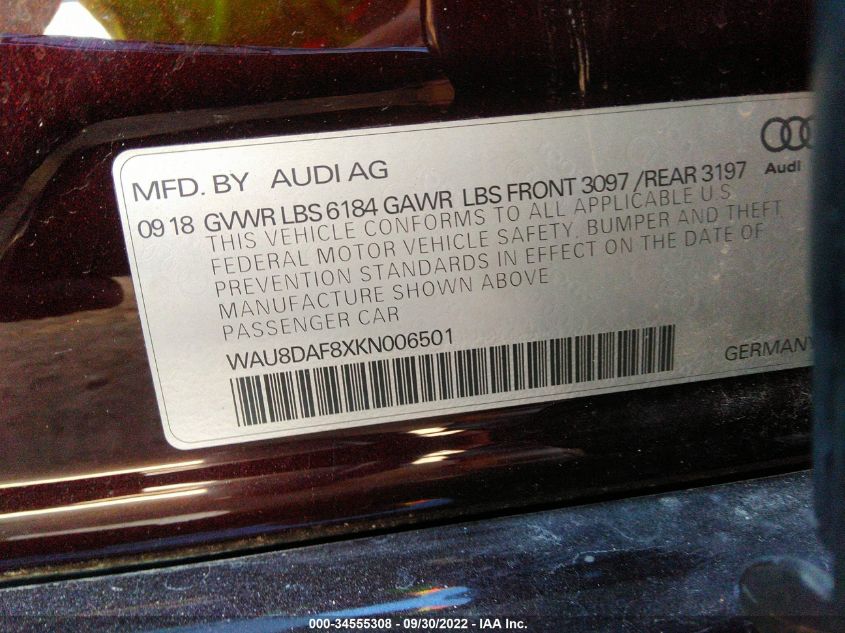 MFD. BY AUDI AG
Audi
09 18 GVWR LBS 6184 GAWR LBS FRONT 3097 /REAR 3197
THIS VEHICLE CONFORMS TO ALL APPLICABLE U.S
FEDERAL MOTOR VEHICLE SAFETY. BUMPER AND THEFT
PREVENTION STANDARDS IN EFFECT ON THE DATE OF
MANUFACTURE SHOWN ABOVE
PASSENGER CAR
WAU8DAF8XKN006501
GERMANY
000-34555308 - 09/30/2022 - IAA Inc.